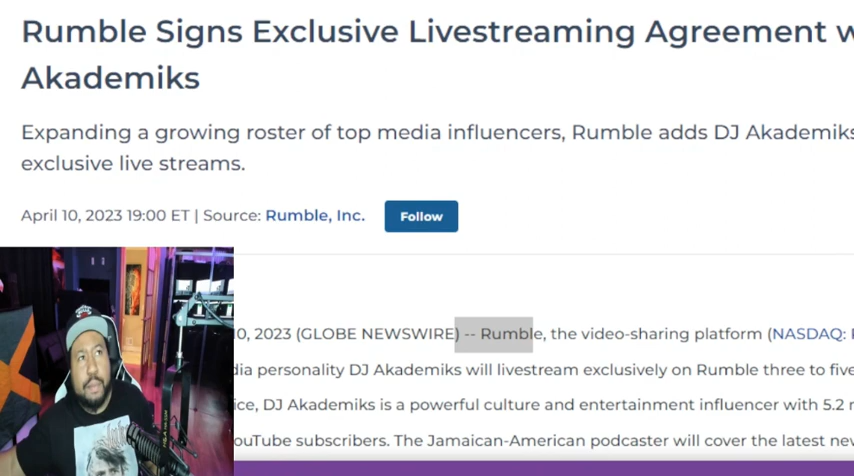 Rumble Signs Exclusive Livestreaming Agreement w
Akademiks
Expanding a growing roster of top media influencers, Rumble adds DJ Akademiks
exclusive live streams.
April 10, 2023 19:00 ET | Source: Rumble, Inc. Follow
10, 2023 (GLOBE NEWSWIRE) -- Rumble, the video-sharing platform (NASDAQ:
dia personality DJ Akademiks will livestream exclusively on Rumble three to five
ice, DJ Akademiks is a powerful culture and entertainment influencer with 5.2
ouTube subscribers. The Jamaican-American podcaster will cover the latest new